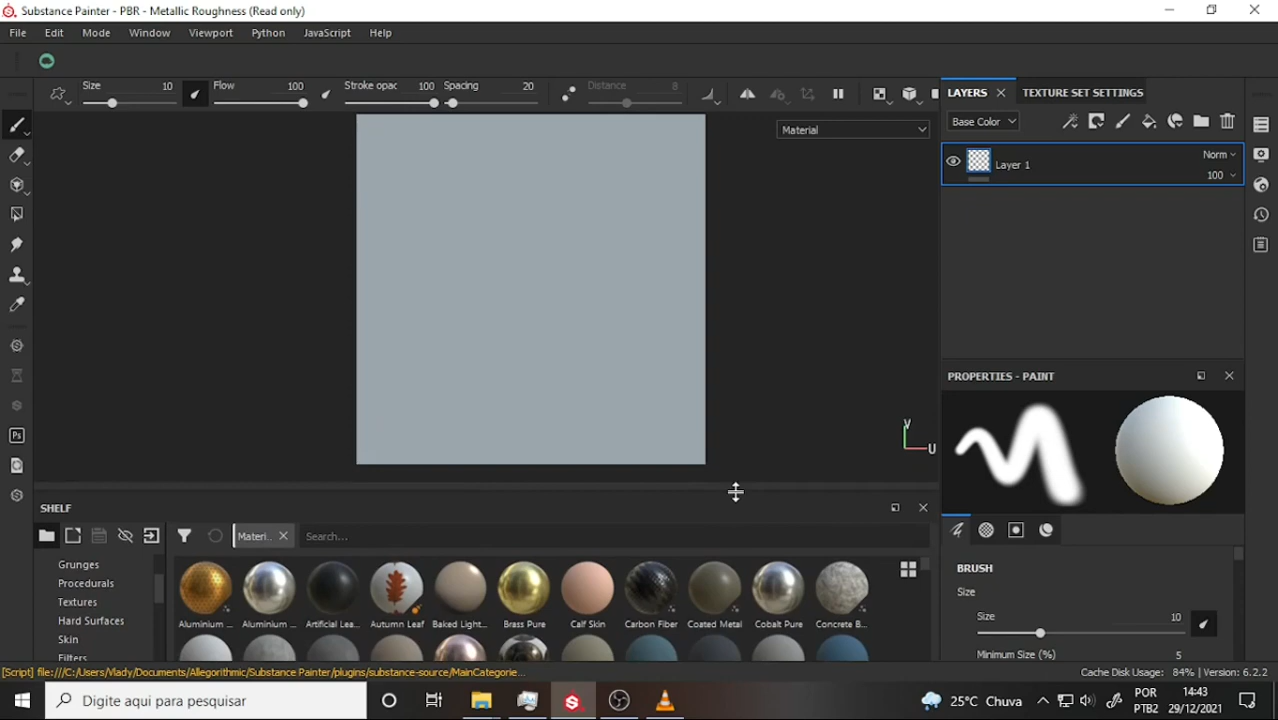 Substance Painter - PBR - Metallic Roughness (Read only)
File Edit Mode Window Viewport Python JavaScript Help
Size 10 Flow 100 Stroke opac 100 Spacing 20 Distance 8
LAYERS TEXTURE SET SETTINGS
Material
Base Color
Layer 1
Norm
100
PROPERTIES - PAINT
V
U
SHELF
Materi..
Search...
Grunges
Procedurals
Textures
Hard Surfaces
Skin
Filters
Aluminium ... Aluminium ... Artificial Lea... Autumn Leaf Baked Light... Brass Pure Calf Skin Carbon Fiber Coated Metal Cobalt Pure Concrete B...
BRUSH
Size
Size 10
Minimum Size (%) 5
Ps
[Script] file:///C:/Users/vlady/Documents/Allegorithmic/Substance Painter/plugins/substance-source/MainCategorie...
Cache Disk Usage: 84% | Version: 6.2.2
Digite aqui para pesquisar
25°C Chuva
POR
PTB2
14:43
29/12/2021